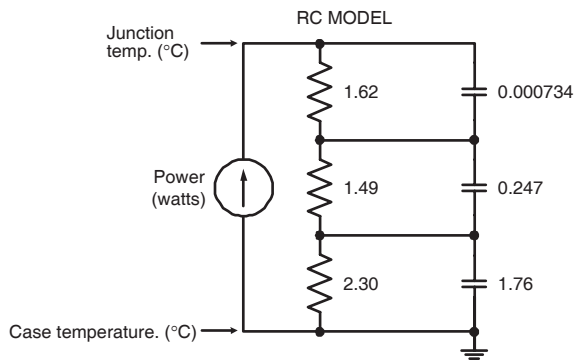 RC MODEL
Junction
temp. (°C)
1.62
0.000734
Power
(watts)
1.49
0.247
2.30
1.76
Case temperature. (°C)